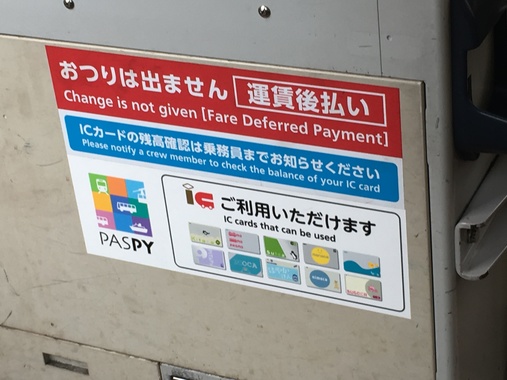 おつりは出ません 運賃後払い
Change is not given [Fare Deferred Payment]
ICカードの残高確認は乗務員までお知らせください
Please notify a crew member to check the balance of your IC card
PASPY
IC ご利用いただけます
IC cards that can be used